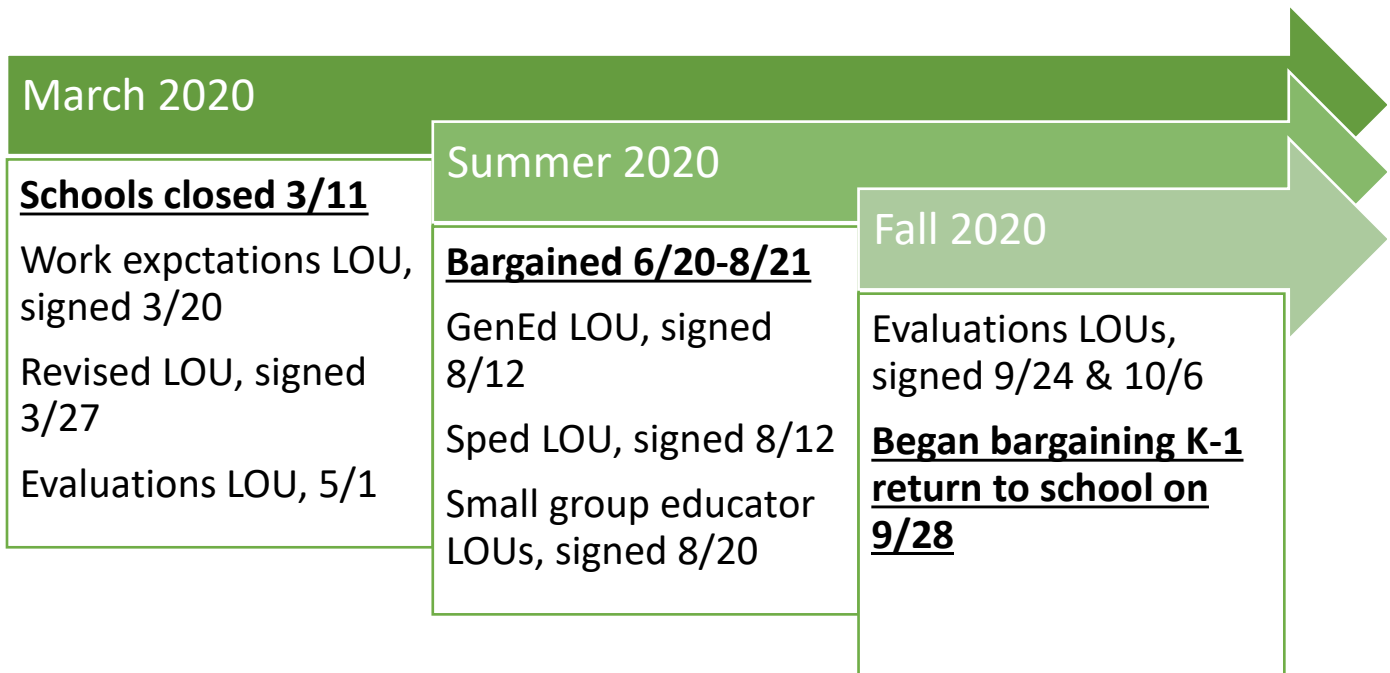 March 2020
Schools closed 3/11
Work expctations LOU,
signed 3/20
Revised LOU, signed
3/27
Evaluations LOU, 5/1
Summer 2020
Bargained 6/20-8/21
GenEd LOU, signed
8/12
Sped LOU, signed 8/12
Small group educator
LOUs, signed 8/20
Fall 2020
Evaluations LOUs,
signed 9/24 & 10/6
Began bargaining K-1
return to school on
9/28